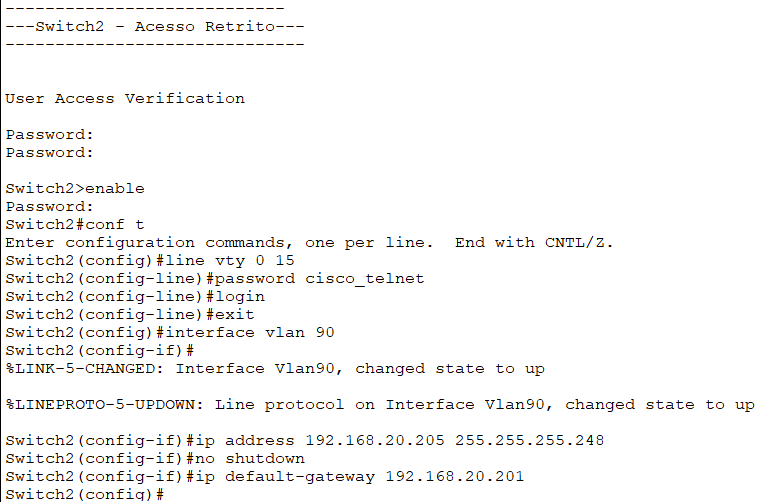 ----------------------------
---Switch2 - Acesso Retrito---
------------------------------
User Access Verification
Password:
Password:
Switch2>enable
Password:
Switch2#conf t
Enter configuration commands, one per line.  End with CNTL/Z.
Switch2(config)#line vty 0 15
Switch2(config-line)#password cisco_telnet
Switch2(config-line)#login
Switch2(config-line)#exit
Switch2(config)#interface vlan 90
Switch2(config-if)#
%LINK-5-CHANGED: Interface Vlan90, changed state to up
%LINEPROTO-5-UPDOWN: Line protocol on Interface Vlan90, changed state to up
Switch2(config-if)#ip address 192.168.20.205 255.255.255.248
Switch2(config-if)#no shutdown
Switch2(config-if)#ip default-gateway 192.168.20.201
Switch2(config)#